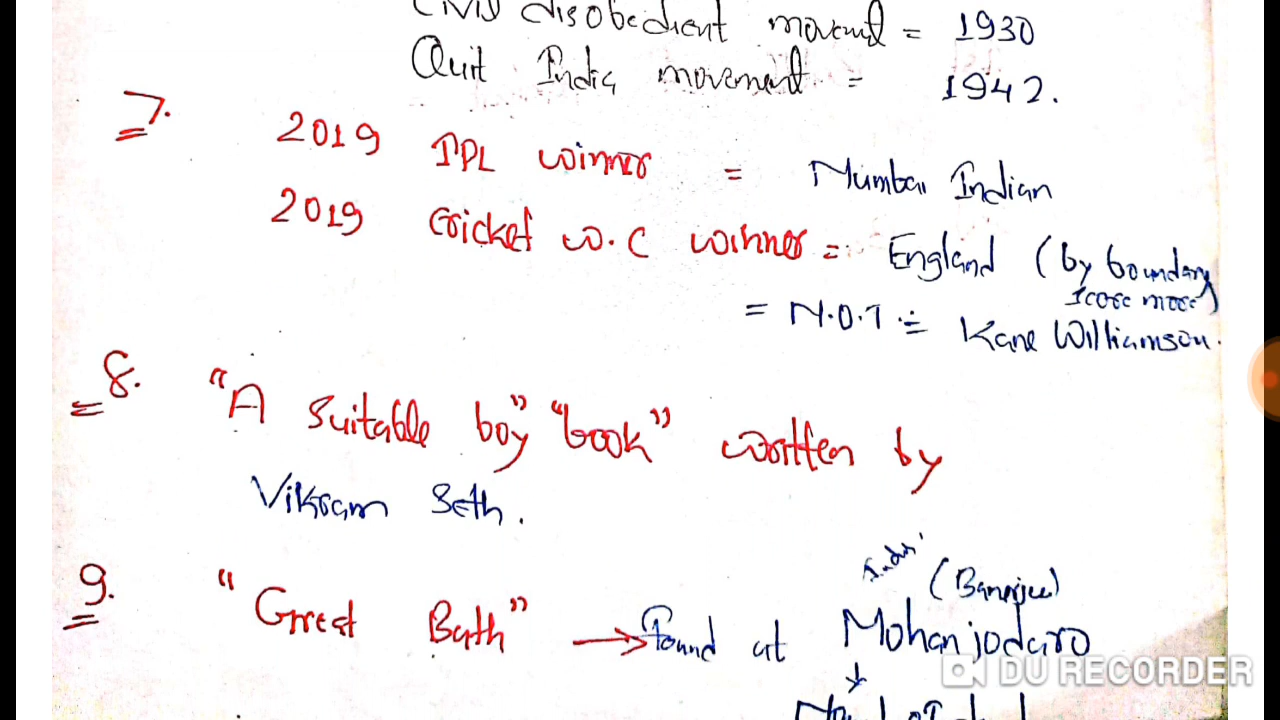 Civil disobedient movement = 1930
Quit India movement = 1942.
7. 2019 IPL winner = Mumbai Indian
2019 Cricket W.C winner = England (by boundary score more)
= M.O.T = Kane Williamson.
8. "A suitable boy" "book" written by
Vikram Seth.
Indus (Banerjee)
9. "Great Bath" → Found at Mohanjodaro
DU RECORDER